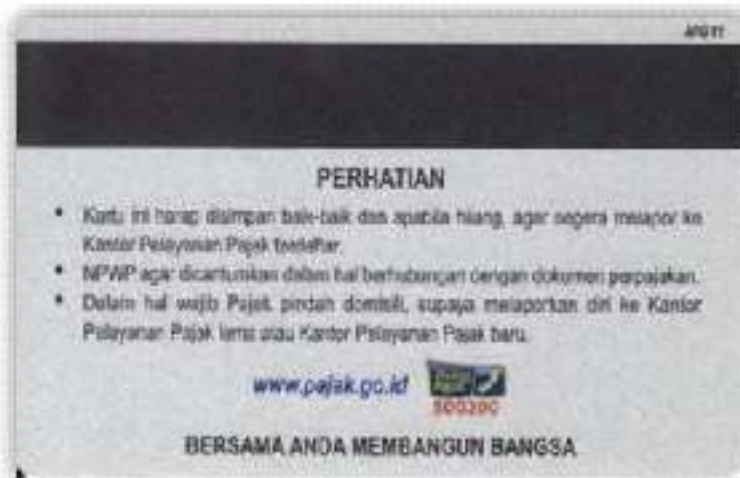 PERHATIAN
• Kartu ini harap disimpan baik-baik dan apabila hilang, agar segera melapor ke
Kantor Pelayanan Pajak terdaftar.
• NPWP agar dicantumkan dalam hal berhubungan dengan dokumen perpajakan.
• Dalam hal wajib Pajak pindah domisili, supaya melaporkan diri ke Kantor
Pelayanan Pajak lama atau Kantor Pelayanan Pajak baru.
www.pajak.go.id
500200
BERSAMA ANDA MEMBANGUN BANGSA